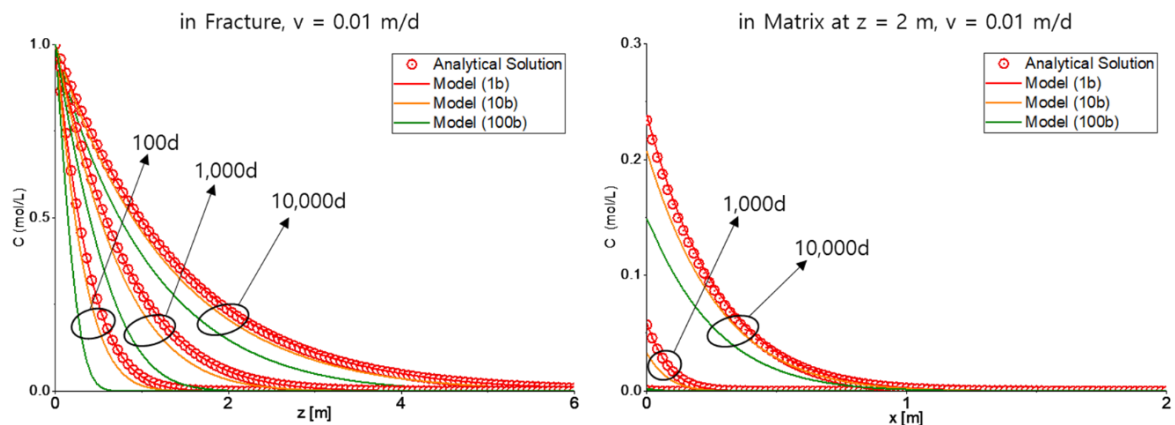 in Fracture, v = 0.01 m/d
1.0
0.5
0.0
C (mol/L)
Analytical Solution
Model (1b)
Model (10b)
Model (100b)
100d
1,000d
10,000d
0
2
4
6
z [m]
in Matrix at z = 2 m, v = 0.01 m/d
0.3
0.2
0.1
0.0
C (mol/L)
Analytical Solution
Model (1b)
Model (10b)
Model (100b)
1,000d
10,000d
0
1
2
x [m]